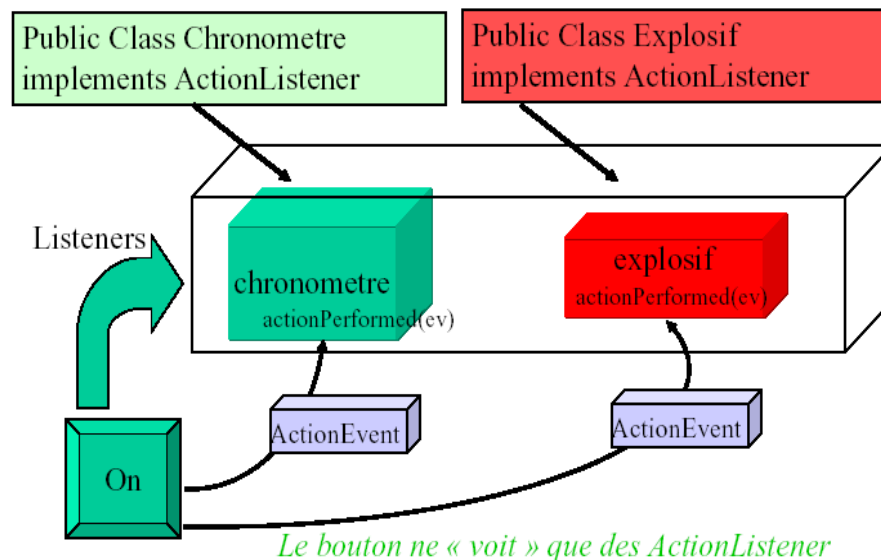 Public Class Chronometre
implements ActionListener
Public Class Explosif
implements ActionListener
Listeners
chronometre
actionPerformed(ev)
explosif
actionPerformed(ev)
ActionEvent
ActionEvent
On
Le bouton ne « voit » que des ActionListener